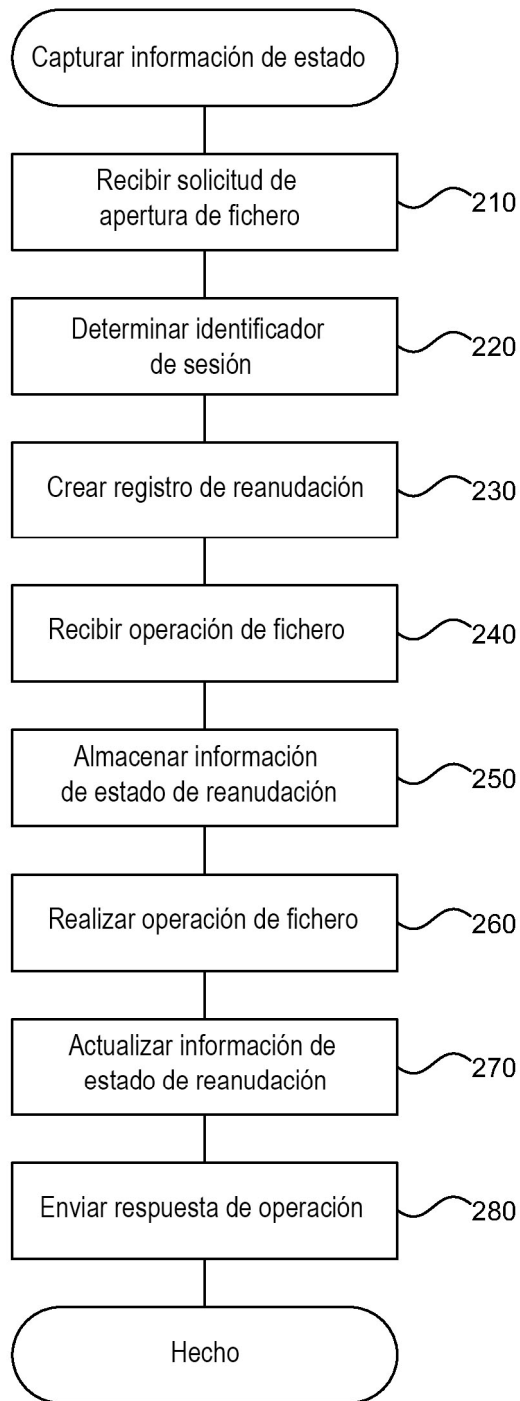 Capturar información de estado
Recibir solicitud de
apertura de fichero
210
Determinar identificador
de sesión
220
Crear registro de reanudación
230
Recibir operación de fichero
240
Almacenar información
de estado de reanudación
250
Realizar operación de fichero
260
Actualizar información de
estado de reanudación
270
Enviar respuesta de operación
280
Hecho